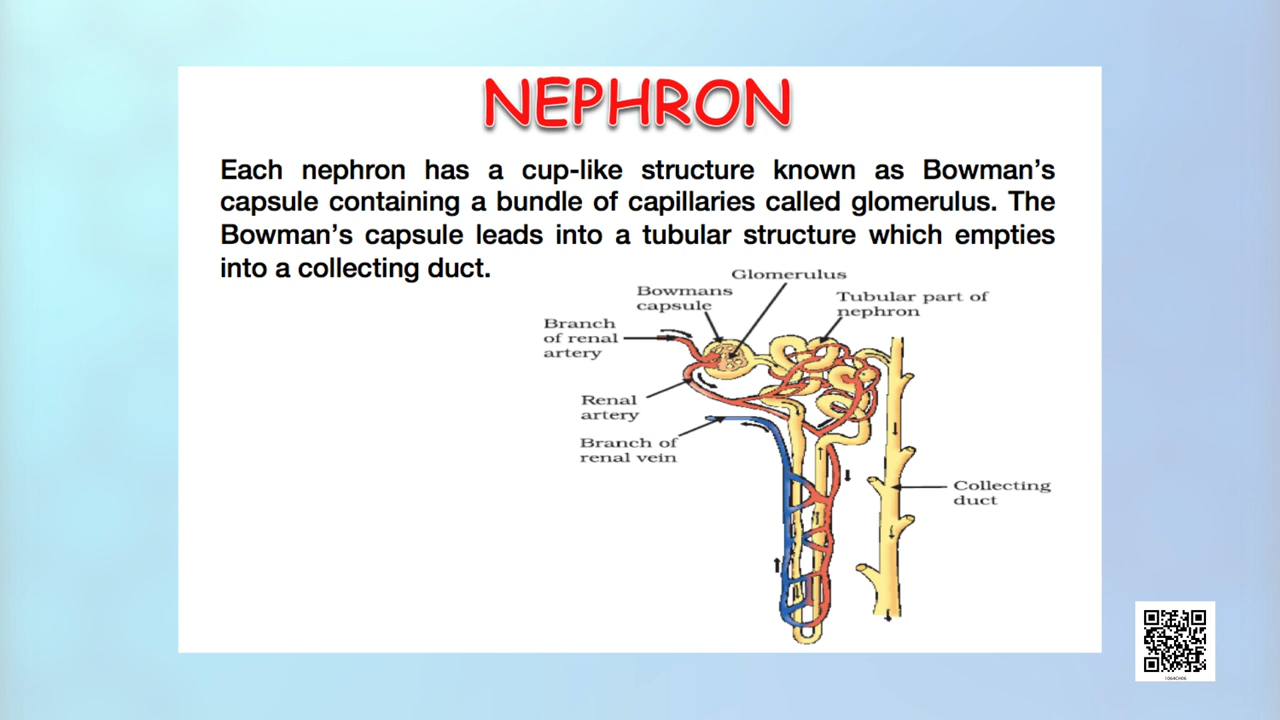 NEPHRON
Each nephron has a cup-like structure known as Bowman's
capsule containing a bundle of capillaries called glomerulus. The
Bowman's capsule leads into a tubular structure which empties
into a collecting duct.
Glomerulus
Bowmans
capsule
Tubular part of
nephron
Branch
of renal
artery
Renal
artery
Branch of
renal vein
Collecting
duct
1064CH06